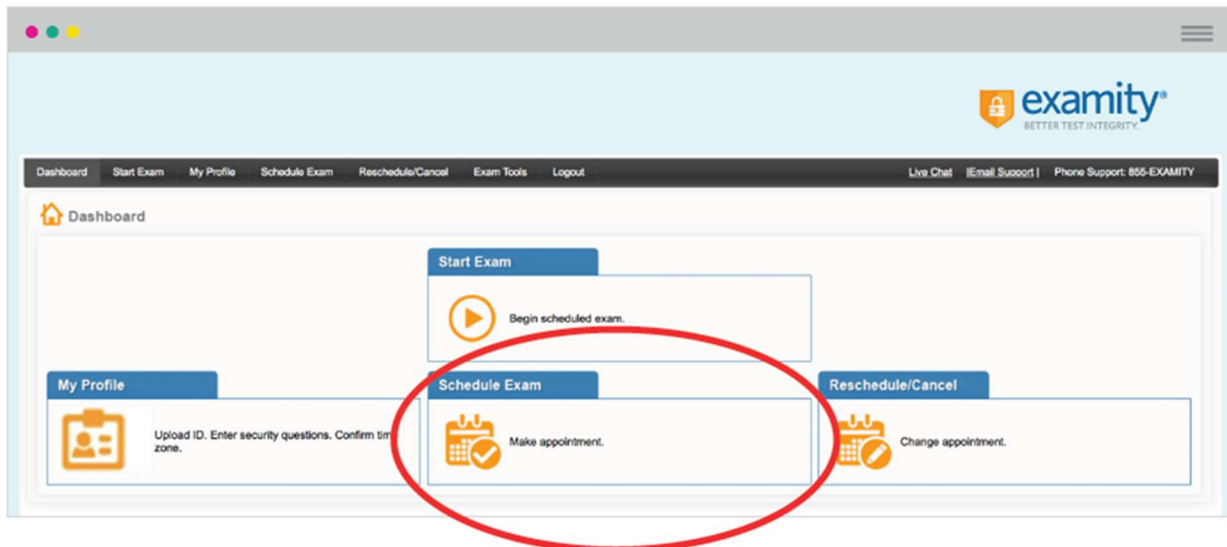 examity®
BETTER TEST INTEGRITY.
Dashboard Start Exam My Profile Schedule Exam Reschedule/Cancel Exam Tools Logout Live Chat |Email Support | Phone Support: 855-EXAMITY
Dashboard
Start Exam
Begin scheduled exam.
My Profile
Upload ID. Enter security questions. Confirm time
zone.
Schedule Exam
Make appointment.
Reschedule/Cancel
Change appointment.